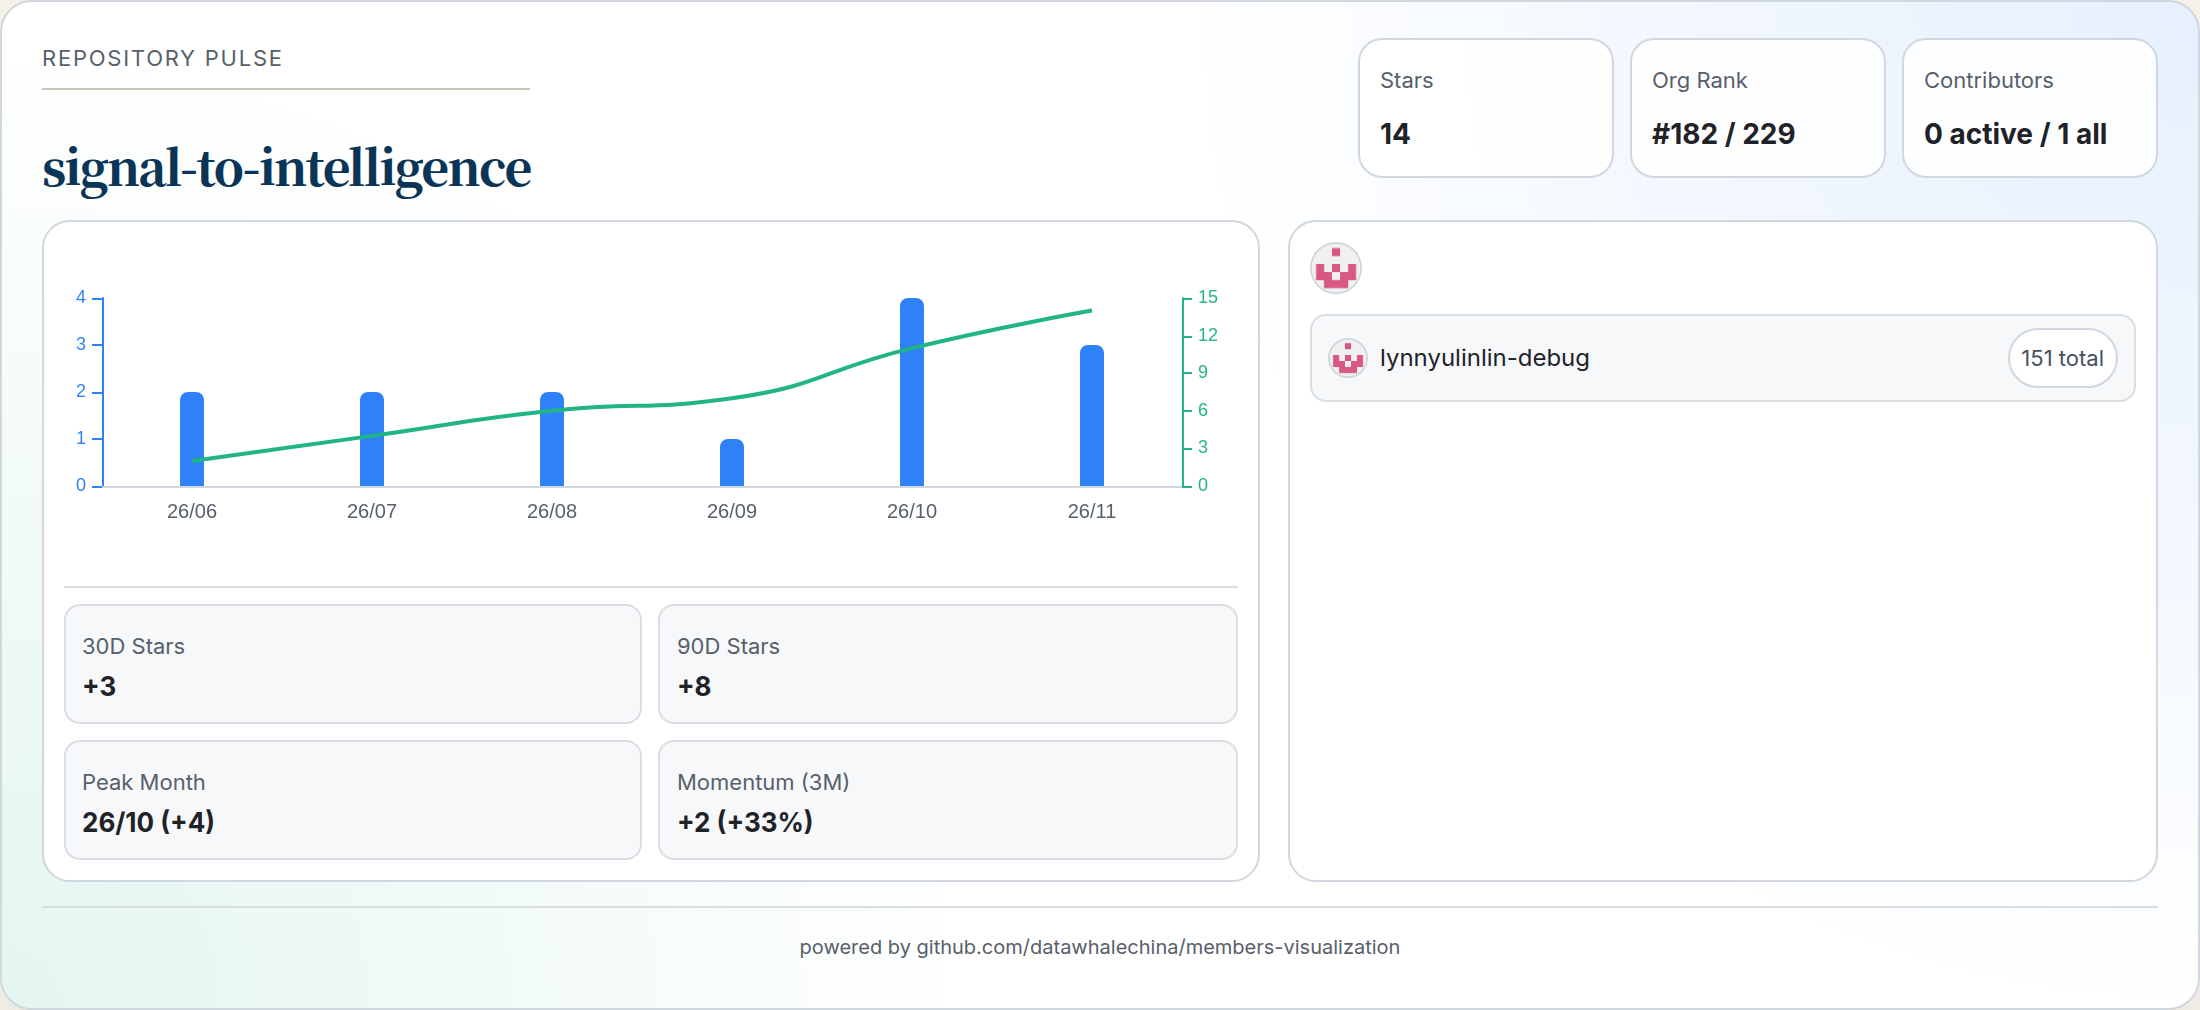 REPOSITORY PULSE
signal-to-intelligence
Stars
14
Org Rank
#182 / 229
Contributors
0 active / 1 all
4
3
2
1
0
15
12
9
6
3
0
26/06
26/07
26/08
26/09
26/10
26/11
30D Stars
+3
90D Stars
+8
Peak Month
26/10 (+4)
Momentum (3M)
+2 (+33%)
lynnyulinlin-debug
151 total
powered by github.com/datawhalechina/members-visualization